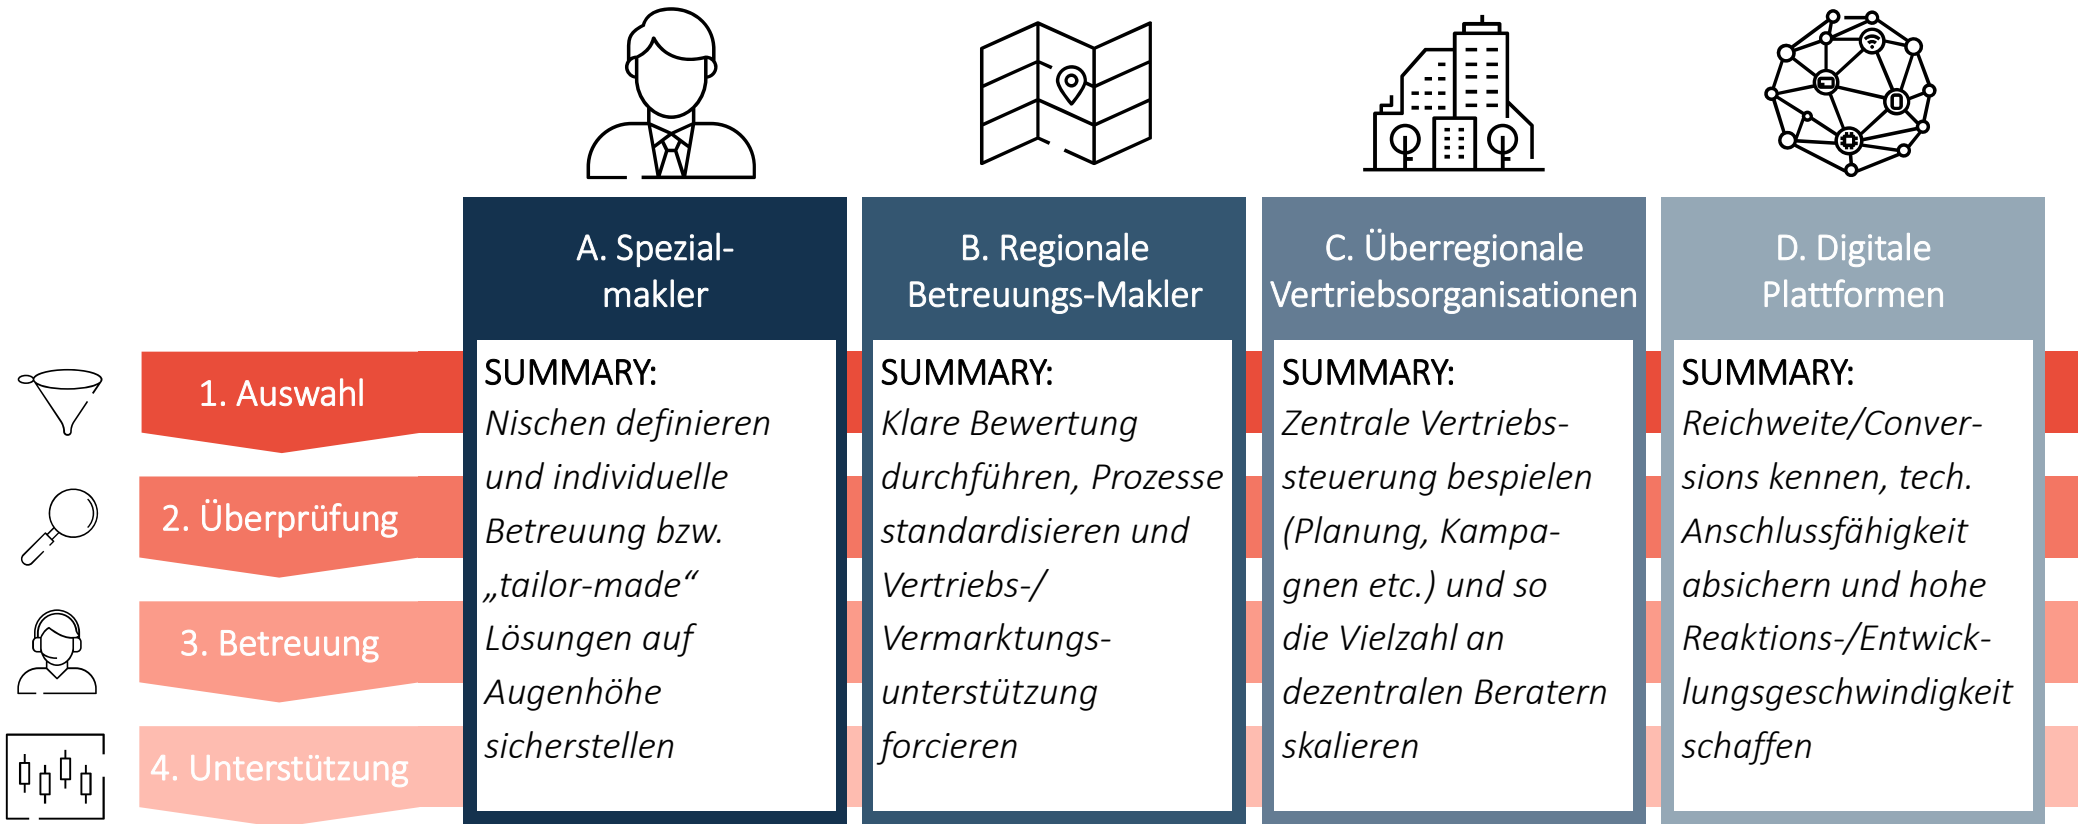 A. Spezial-
makler
B. Regionale
Betreuungs-Makler
C. Überregionale
Vertriebsorganisationen
D. Digitale
Plattformen
1. Auswahl
2. Überprüfung
3. Betreuung
4. Unterstützung
SUMMARY:
Nischen definieren
und individuelle
Betreuung bzw.
„tailor-made“
Lösungen auf
Augenhöhe
sicherstellen
SUMMARY:
Klare Bewertung
durchführen, Prozesse
standardisieren und
Vertriebs-/
Vermarktungs-
unterstützung
forcieren
SUMMARY:
Zentrale Vertriebs-
steuerung bespielen
(Planung, Kampa-
gnen etc.) und so
die Vielzahl an
dezentralen Beratern
skalieren
SUMMARY:
Reichweite/Conver-
sions kennen, tech.
Anschlussfähigkeit
absichern und hohe
Reaktions-/Entwick-
lungsgeschwindigkeit
schaffen